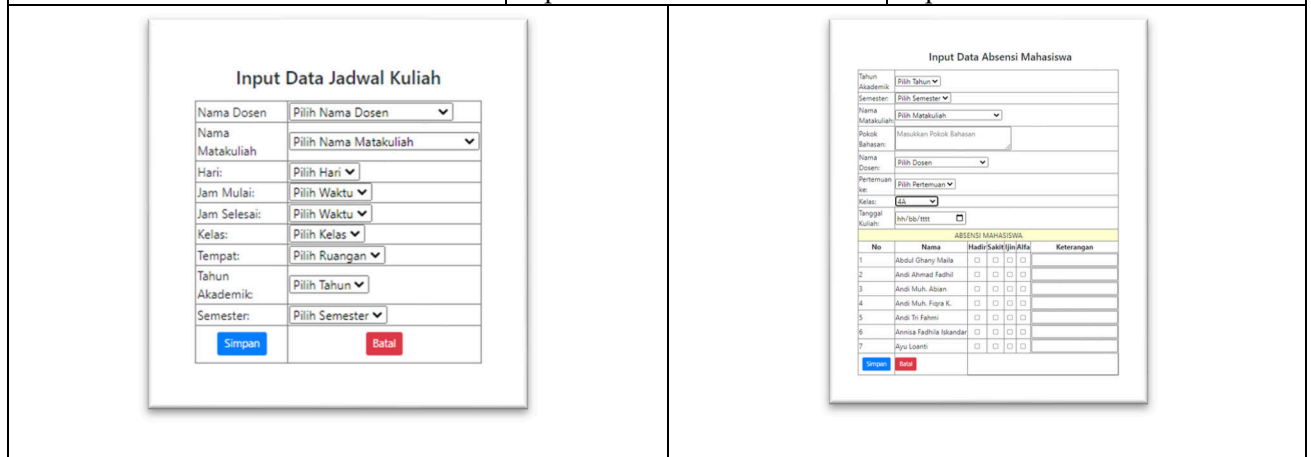 Input Data Jadwal Kuliah
Nama Dosen Pilih Nama Dosen
Nama
Matakuliah Pilih Nama Matakuliah
Hari: Pilih Hari
Jam Mulai: Pilih Waktu
Jam Selesai: Pilih Waktu
Kelas: Pilih Kelas
Tempat: Pilih Ruangan
Tahun
Akademik: Pilih Tahun
Semester: Pilih Semester
Simpan Batal
Input Data Absensi Mahasiswa
Tahun
Akademik Pilih Tahun
Semester: Pilih Semester
Nama
Matakuliah: Pilih Matakuliah
Pokok
Bahasan: Masukkan Pokok Bahasan
Nama
Dosen: Pilih Dosen
Pertemuan
ke: Pilih Pertemuan
Kelas: 4A
Tanggal
Kuliah: hh/bb/tttt
ABSENSI MAHASISWA
No Nama Hadir Sakit Ijin Alfa Keterangan
1 Abdul Ghany Maila
2 Andi Ahmad Fadhil
3 Andi Muh. Abian
4 Andi Muh. Fiqra K.
5 Andi Tri Fahmi
6 Annisa Fadhila Iskandar
7 Ayu Loanti
Simpan Batal